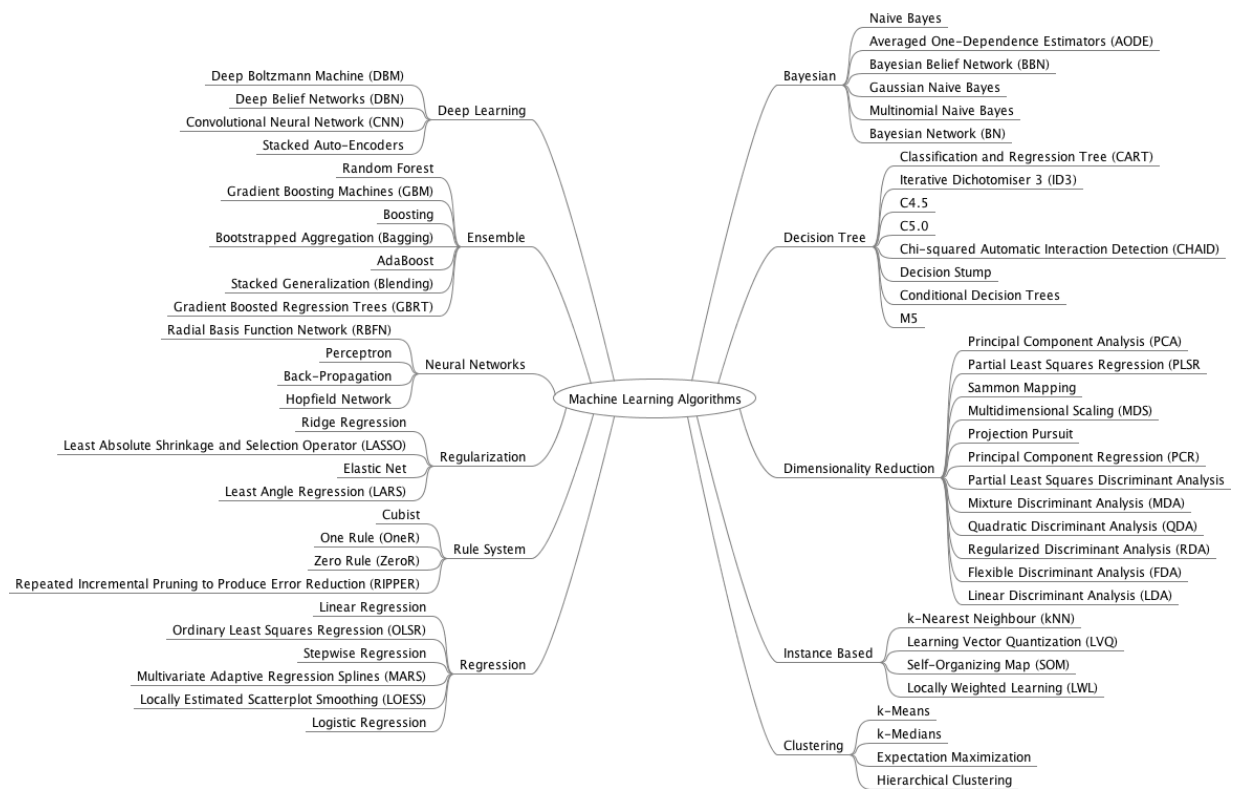 Machine Learning Algorithms
Deep Learning
Deep Boltzmann Machine (DBM)
Deep Belief Networks (DBN)
Convolutional Neural Network (CNN)
Stacked Auto-Encoders
Ensemble
Random Forest
Gradient Boosting Machines (GBM)
Boosting
Bootstrapped Aggregation (Bagging)
AdaBoost
Stacked Generalization (Blending)
Gradient Boosted Regression Trees (GBRT)
Neural Networks
Radial Basis Function Network (RBFN)
Perceptron
Back-Propagation
Hopfield Network
Regularization
Ridge Regression
Least Absolute Shrinkage and Selection Operator (LASSO)
Elastic Net
Least Angle Regression (LARS)
Rule System
Cubist
One Rule (OneR)
Zero Rule (ZeroR)
Repeated Incremental Pruning to Produce Error Reduction (RIPPER)
Regression
Linear Regression
Ordinary Least Squares Regression (OLSR)
Stepwise Regression
Multivariate Adaptive Regression Splines (MARS)
Locally Estimated Scatterplot Smoothing (LOESS)
Logistic Regression
Bayesian
Naive Bayes
Averaged One-Dependence Estimators (AODE)
Bayesian Belief Network (BBN)
Gaussian Naive Bayes
Multinomial Naive Bayes
Bayesian Network (BN)
Decision Tree
Classification and Regression Tree (CART)
Iterative Dichotomiser 3 (ID3)
C4.5
C5.0
Chi-squared Automatic Interaction Detection (CHAID)
Decision Stump
Conditional Decision Trees
M5
Dimensionality Reduction
Principal Component Analysis (PCA)
Partial Least Squares Regression (PLSR
Sammon Mapping
Multidimensional Scaling (MDS)
Projection Pursuit
Principal Component Regression (PCR)
Partial Least Squares Discriminant Analysis
Mixture Discriminant Analysis (MDA)
Quadratic Discriminant Analysis (QDA)
Regularized Discriminant Analysis (RDA)
Flexible Discriminant Analysis (FDA)
Linear Discriminant Analysis (LDA)
Instance Based
k-Nearest Neighbour (kNN)
Learning Vector Quantization (LVQ)
Self-Organizing Map (SOM)
Locally Weighted Learning (LWL)
Clustering
k-Means
k-Medians
Expectation Maximization
Hierarchical Clustering